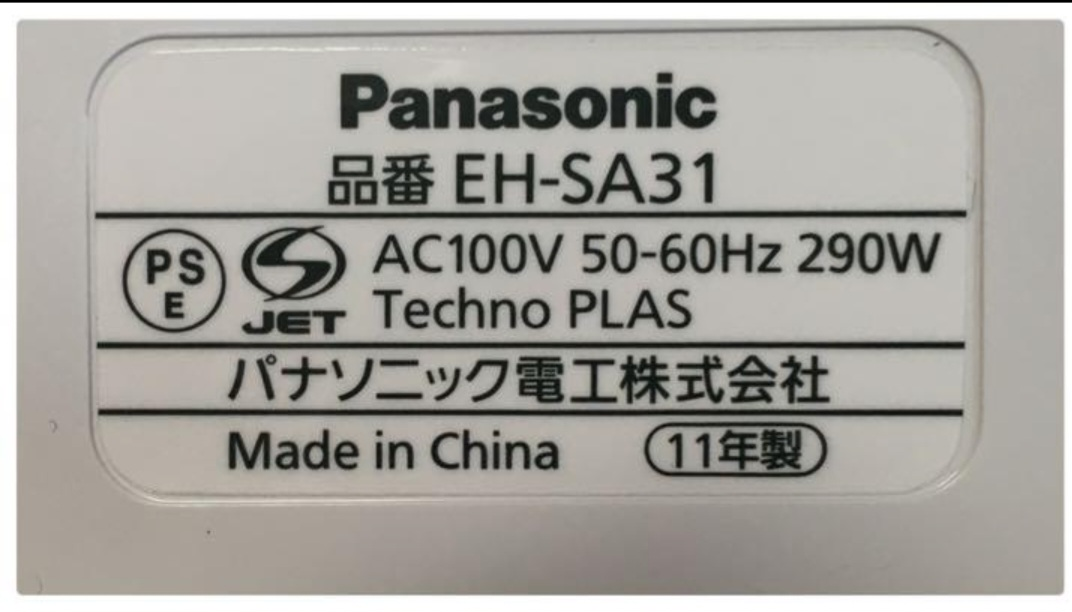 Panasonic
品番 EH-SA31
PS
E
JET
AC100V 50-60Hz 290W
Techno PLAS
パナソニック電工株式会社
Made in China 11年製